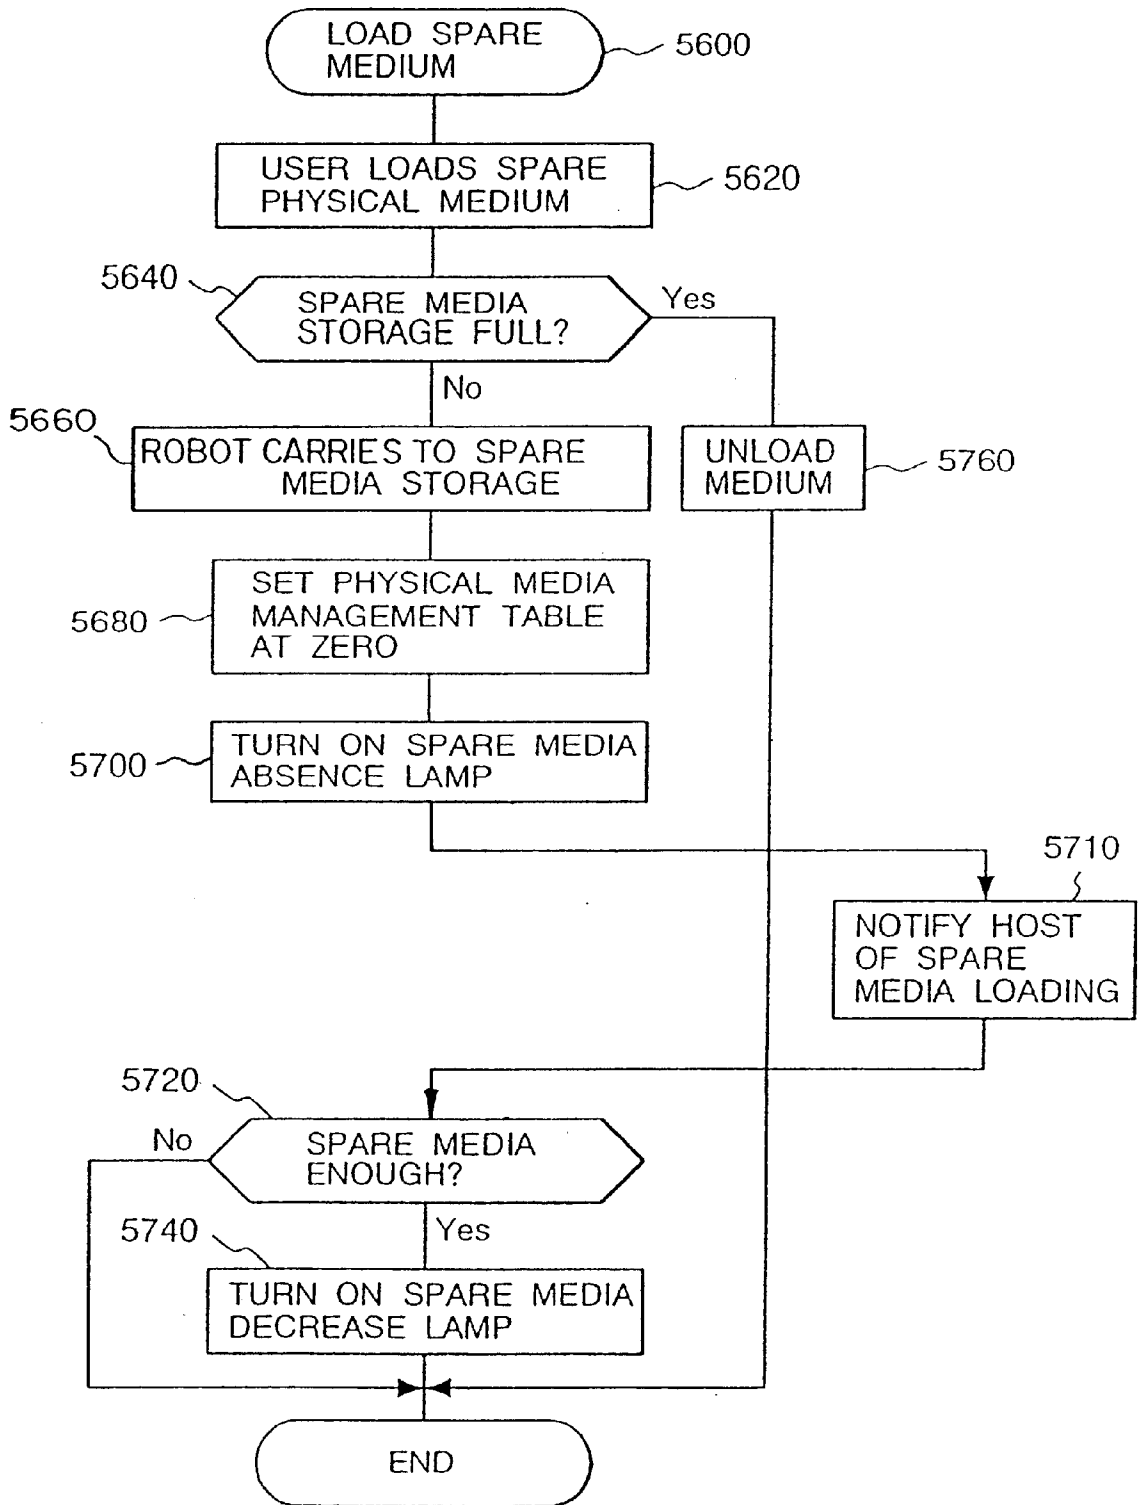 LOAD SPARE
MEDIUM
5600
USER LOADS SPARE
PHYSICAL MEDIUM
5620
5640
SPARE MEDIA
STORAGE FULL?
Yes
No
5660
ROBOT CARRIES TO SPARE
MEDIA STORAGE
UNLOAD
MEDIUM
5760
SET PHYSICAL MEDIA
MANAGEMENT TABLE
AT ZERO
5680
TURN ON SPARE MEDIA
ABSENCE LAMP
5700
5710
NOTIFY HOST
OF SPARE
MEDIA LOADING
5720
No
SPARE MEDIA
ENOUGH?
Yes
5740
TURN ON SPARE MEDIA
DECREASE LAMP
END